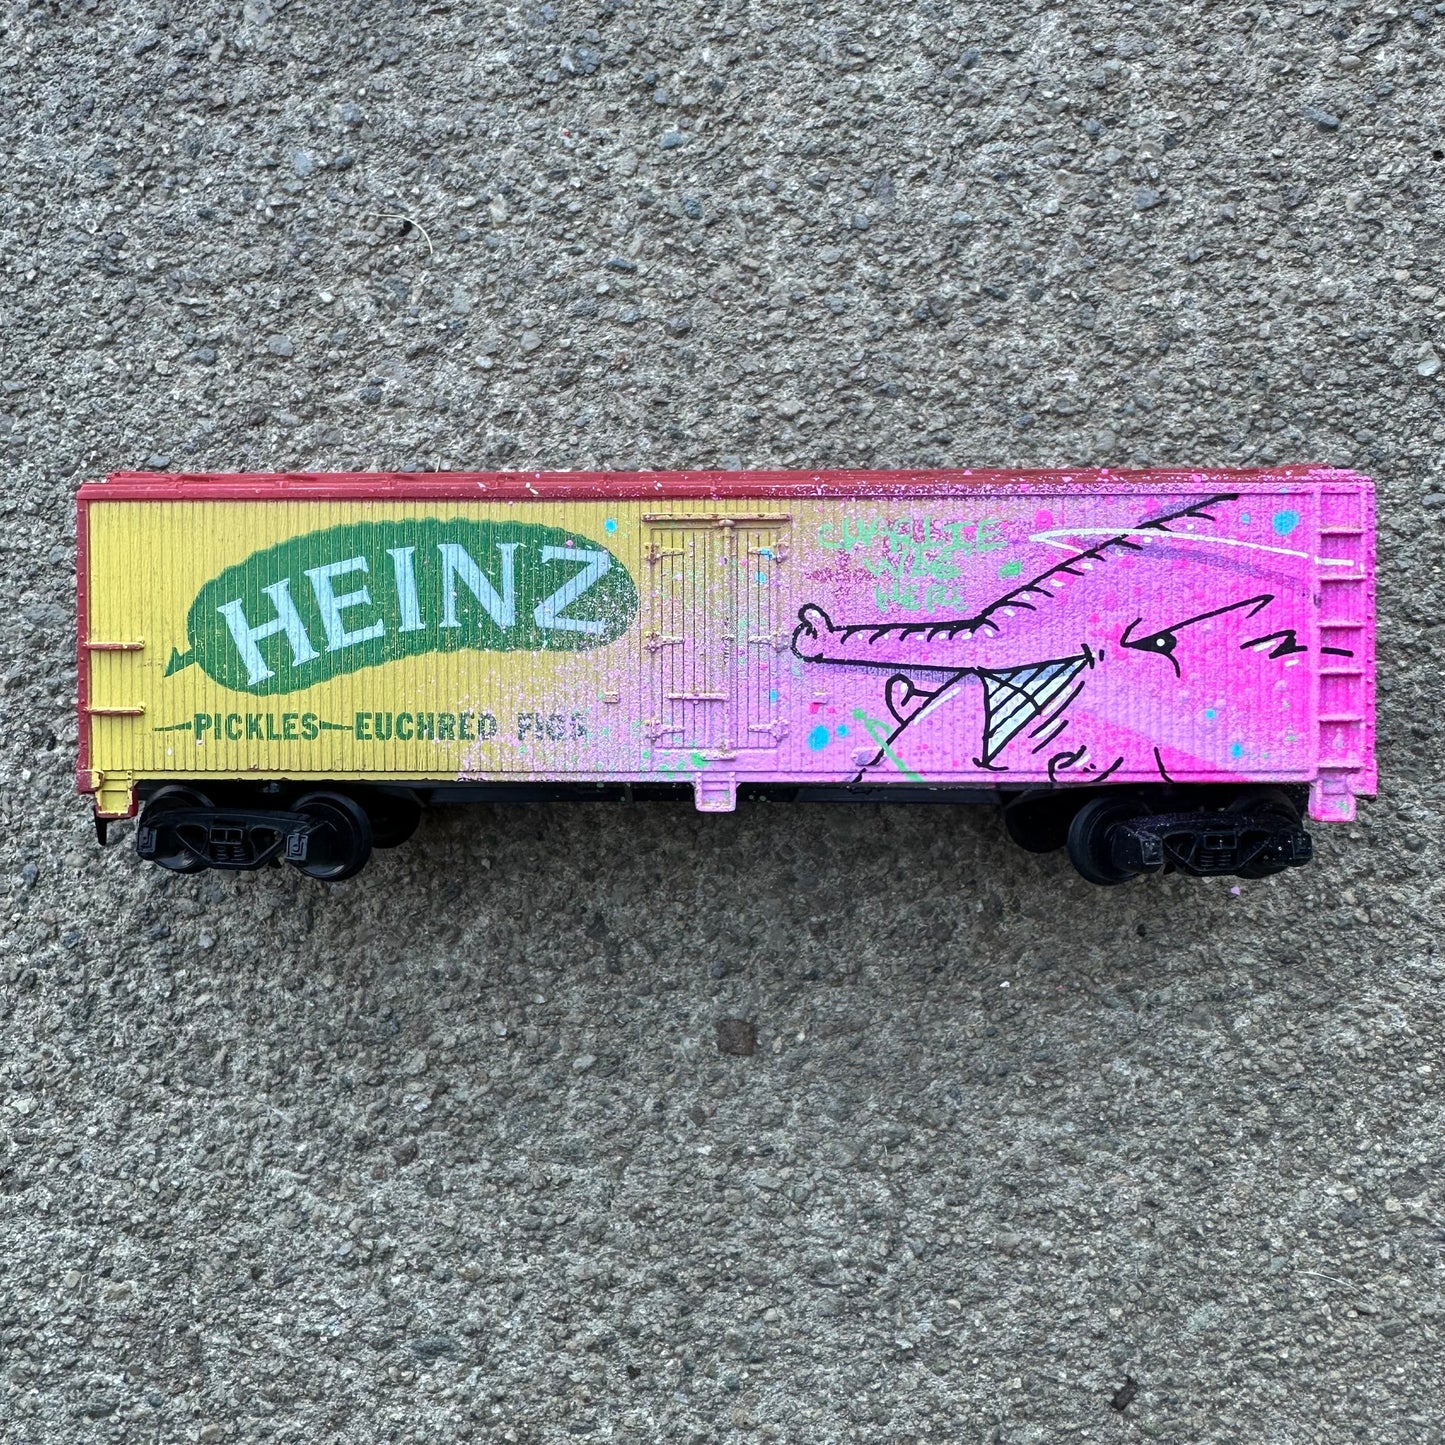 HEINZ
PICKLES—EUCHRED FIGS
CHARLIE
WAS
HERE